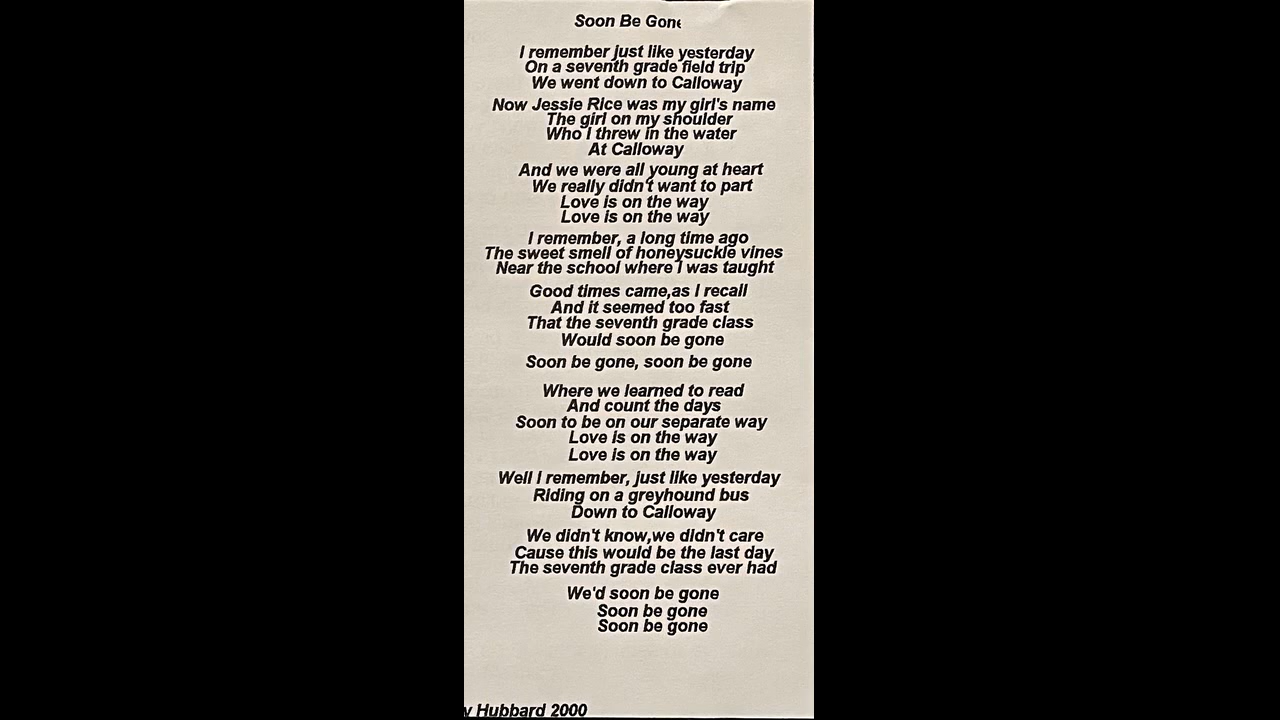 Soon Be Gone
I remember just like yesterday
On a seventh grade field trip
We went down to Calloway
Now Jessie Rice was my girl's name
The girl on my shoulder
Who I threw in the water
At Calloway
And we were all young at heart
We really didn't want to part
Love is on the way
Love is on the way
I remember, a long time ago
The sweet smell of honeysuckle vines
Near the school where I was taught
Good times came,as I recall
And it seemed too fast
That the seventh grade class
Would soon be gone
Soon be gone, soon be gone
Where we learned to read
And count the days
Soon to be on our separate way
Love is on the way
Love is on the way
Well I remember, just like yesterday
Riding on a greyhound bus
Down to Calloway
We didn't know,we didn't care
Cause this would be the last day
The seventh grade class ever had
We'd soon be gone
Soon be gone
Soon be gone
Hubbard 2000